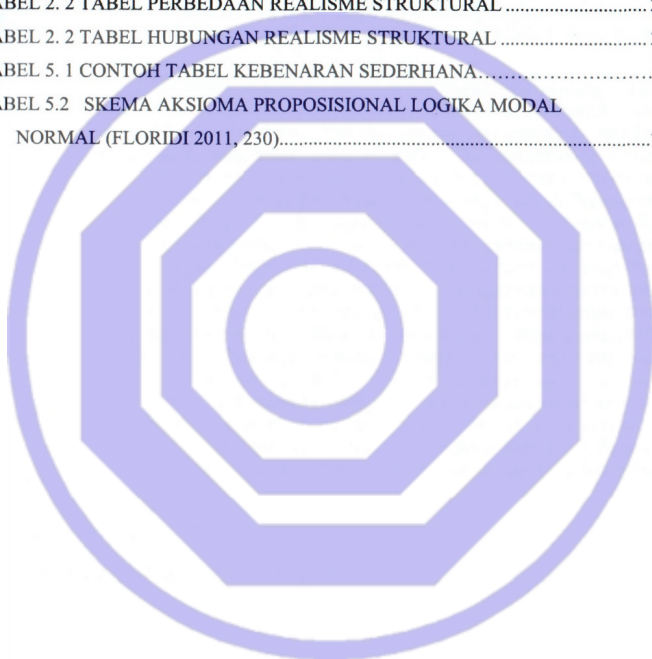 ABEL 2. 2 TABEL PERBEDAAN REALISME STRUKTURAL ..............................
ABEL 2. 2 TABEL HUBUNGAN REALISME STRUKTURAL ..............................
ABEL 5. 1 CONTOH TABEL KEBENARAN SEDERHANA..............................
ABEL 5.2 SKEMA AKSIOMA PROPOSISIONAL LOGIKA MODAL
NORMAL (FLORIDI 2011, 230)..............................